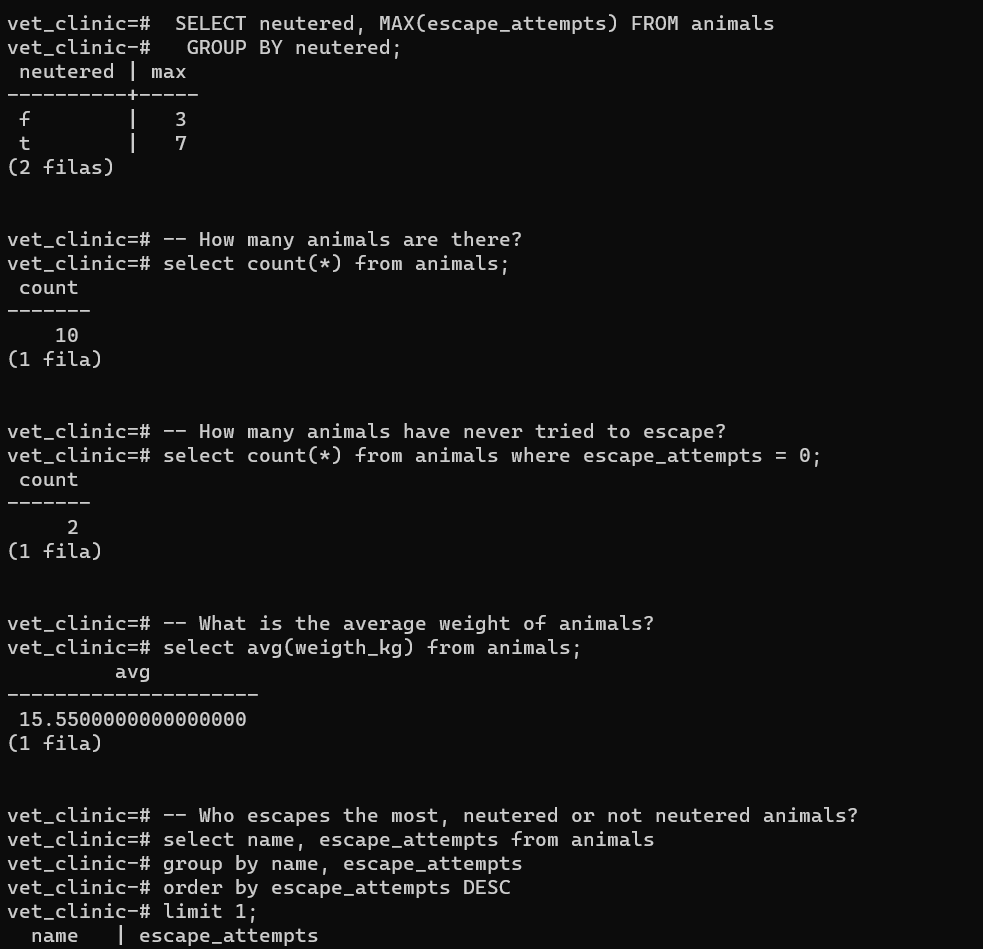 vet_clinic=#  SELECT neutered, MAX(escape_attempts) FROM animals
vet_clinic-#   GROUP BY neutered;
 neutered | max
----------+-----
 f        |   3
 t        |   7
(2 filas)
vet_clinic=# -- How many animals are there?
vet_clinic=# select count(*) from animals;
 count
-------
    10
(1 fila)
vet_clinic=# -- How many animals have never tried to escape?
vet_clinic=# select count(*) from animals where escape_attempts = 0;
 count
-------
     2
(1 fila)
vet_clinic=# -- What is the average weight of animals?
vet_clinic=# select avg(weigth_kg) from animals;
         avg
---------------------
 15.5500000000000000
(1 fila)
vet_clinic=# -- Who escapes the most, neutered or not neutered animals?
vet_clinic=# select name, escape_attempts from animals
vet_clinic-# group by name, escape_attempts
vet_clinic-# order by escape_attempts DESC
vet_clinic-# limit 1;
  name   | escape_attempts